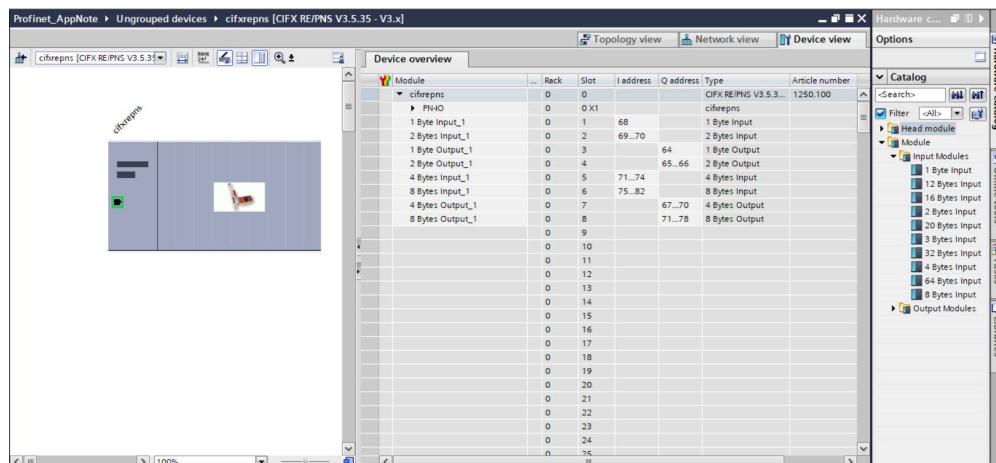 Profinet_AppNote ▸ Ungrouped devices ▸ cifxrepns [CIFX RE/PNS V3.5.35 - V3.x]
Hardware c...
Topology view Network view Device view
Options
cifxrepns [CIFX RE/PNS V3.5.35
Device overview
Module ... Rack Slot I address Q address Type Article number
Catalog
cifxrepns 0 0 CIFX RE/PNS V3.5.3... 1250.100
<Search>
PN-IO 0 0 X1 cifxrepns
Filter <All>
1 Byte Input_1 0 1 68 1 Byte Input
Head module
2 Bytes Input_1 0 2 69...70 2 Bytes Input
Module
1 Byte Output_1 0 3 64 1 Byte Output
Input Modules
2 Byte Output_1 0 4 65...66 2 Byte Output
1 Byte Input
4 Bytes Input_1 0 5 71...74 4 Bytes Input
12 Bytes Input
8 Bytes Input_1 0 6 75...82 8 Bytes Input
16 Bytes Input
4 Bytes Output_1 0 7 67...70 4 Bytes Output
2 Bytes Input
8 Bytes Output_1 0 8 71...78 8 Bytes Output
20 Bytes Input
0 9
3 Bytes Input
0 10
32 Bytes Input
0 11
4 Bytes Input
0 12
64 Bytes Input
0 13
8 Bytes Input
0 14
Output Modules
0 15
0 16
0 17
0 18
0 19
0 20
0 21
0 22
0 23
0 24
0 25
cifxrepns
100%